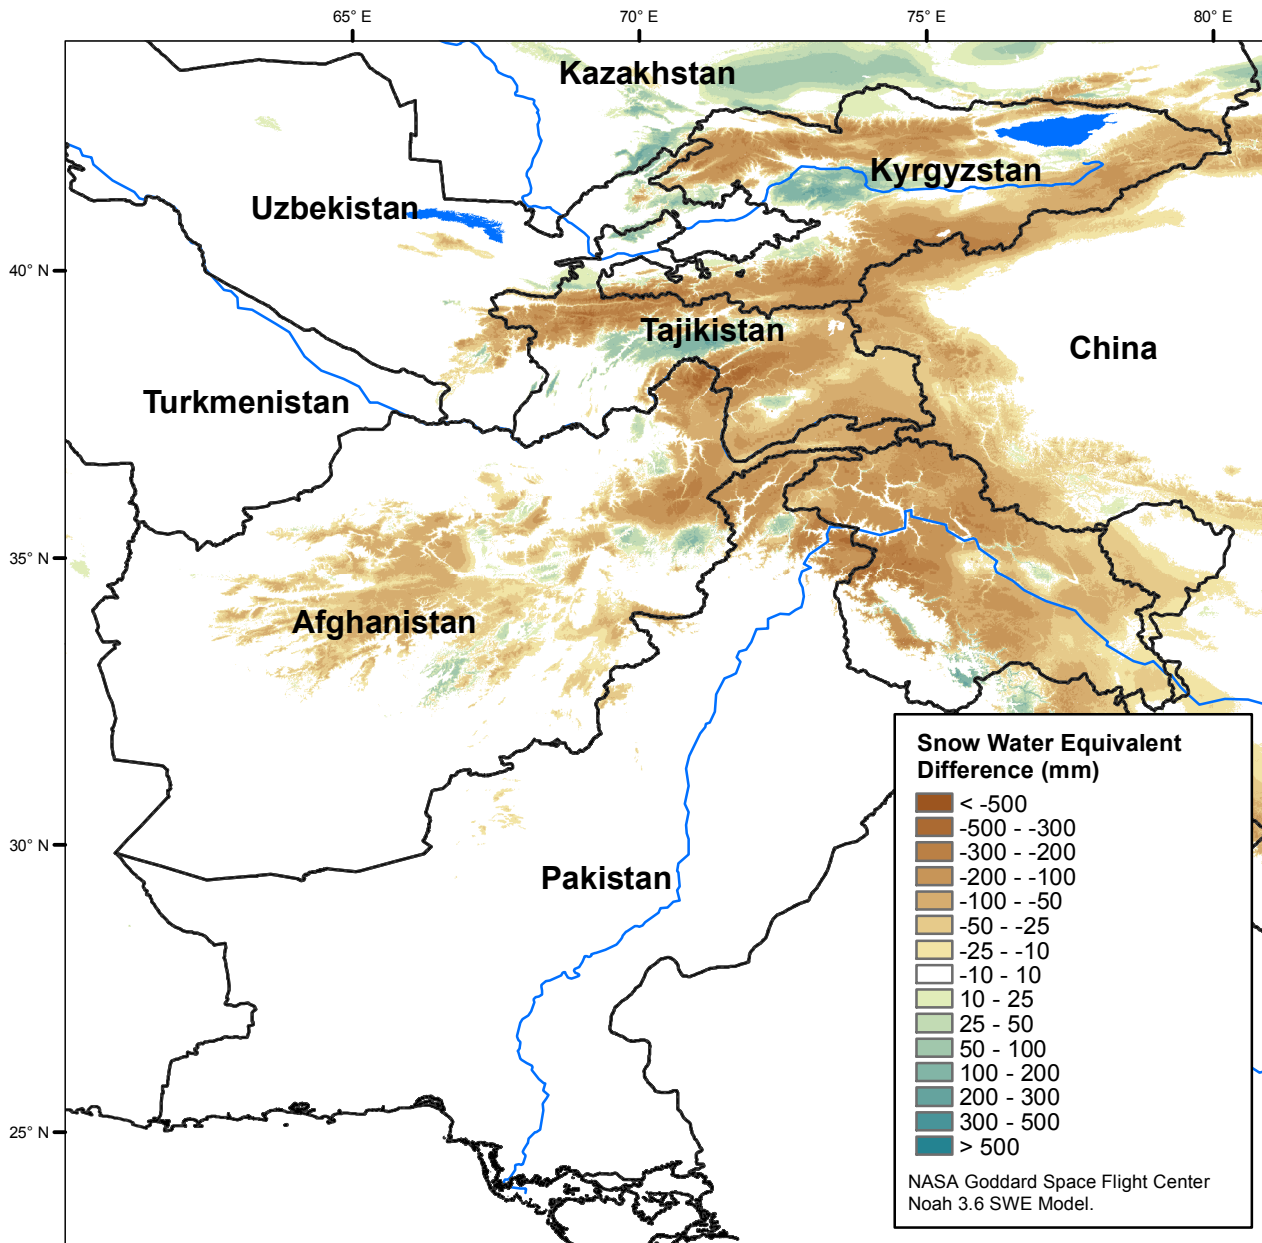 65° E
70° E
75° E
80° E
Kazakhstan
Kyrgyzstan
Uzbekistan
40° N
Tajikistan
China
Turkmenistan
35° N
Afghanistan
30° N
Pakistan
25° N
Snow Water Equivalent
Difference (mm)
< -500
-500 - -300
-300 - -200
-200 - -100
-100 - -50
-50 - -25
-25 - -10
-10 - 10
10 - 25
25 - 50
50 - 100
100 - 200
200 - 300
300 - 500
> 500
NASA Goddard Space Flight Center
Noah 3.6 SWE Model.